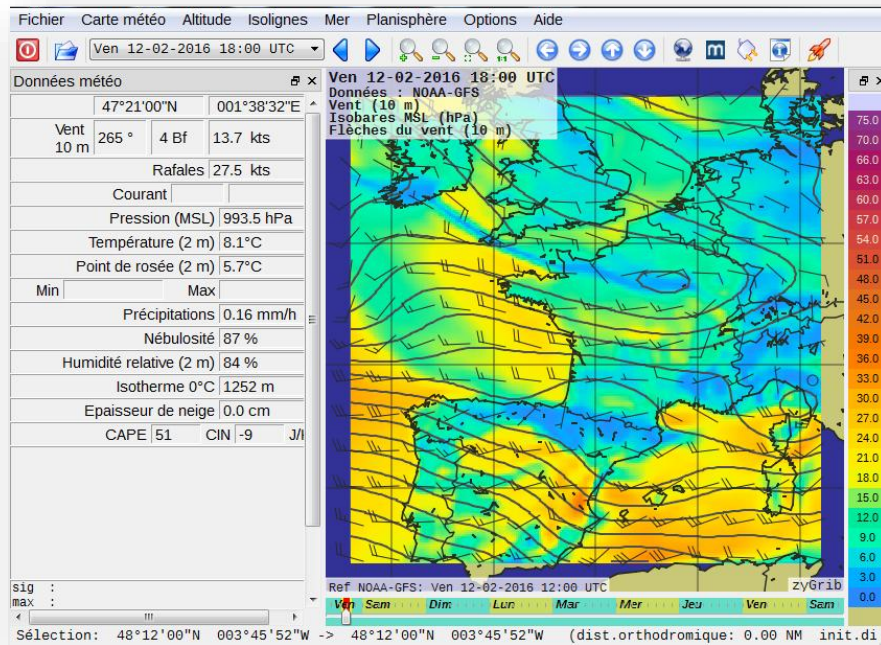 Fichier Carte météo Altitude Isolignes Mer Planisphère Options Aide
Ven 12-02-2016 18:00 UTC
Données météo
47°21'00"N 001°38'32"E
Vent 10 m 265 ° 4 Bf 13.7 kts
Rafales 27.5 kts
Courant
Pression (MSL) 993.5 hPa
Température (2 m) 8.1°C
Point de rosée (2 m) 5.7°C
Min Max
Précipitations 0.16 mm/h
Nébulosité 87 %
Humidité relative (2 m) 84 %
Isotherme 0°C 1252 m
Epaisseur de neige 0.0 cm
CAPE 51 CIN -9
sig :
max :
Ven 12-02-2016 18:00 UTC
Données : NOAA-GFS
Vent (10 m)
Isobares MSL (hPa)
Flèches du vent (10 m)
75.0
70.0
66.0
63.0
60.0
57.0
54.0
51.0
48.0
45.0
42.0
39.0
36.0
33.0
30.0
27.0
24.0
21.0
18.0
15.0
12.0
9.0
6.0
3.0
0.0
Ref NOAA-GFS: Ven 12-02-2016 12:00 UTC
zyGrib
Ven Sam Dim Lun Mar Mer Jeu Ven Sam
Sélection: 48°12'00"N 003°45'52"W -> 48°12'00"N 003°45'52"W (dist.orthodromique: 0.00 NM init.di